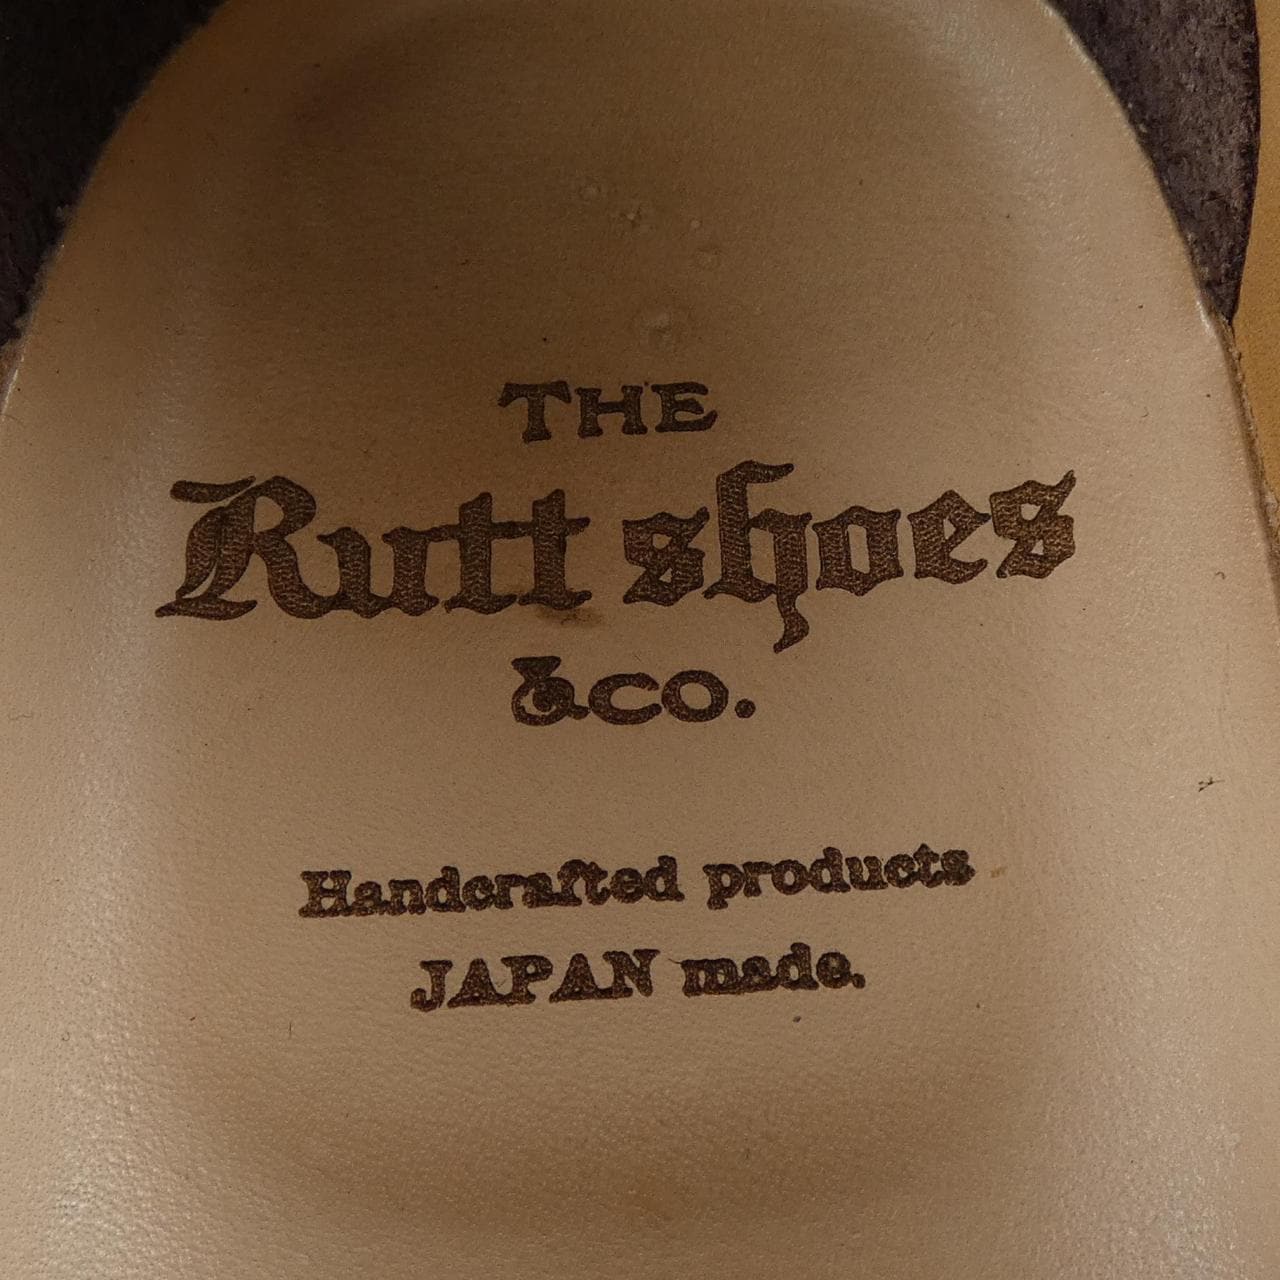 THE
Rutt shoes
&CO.
Handcrafted products
JAPAN made.